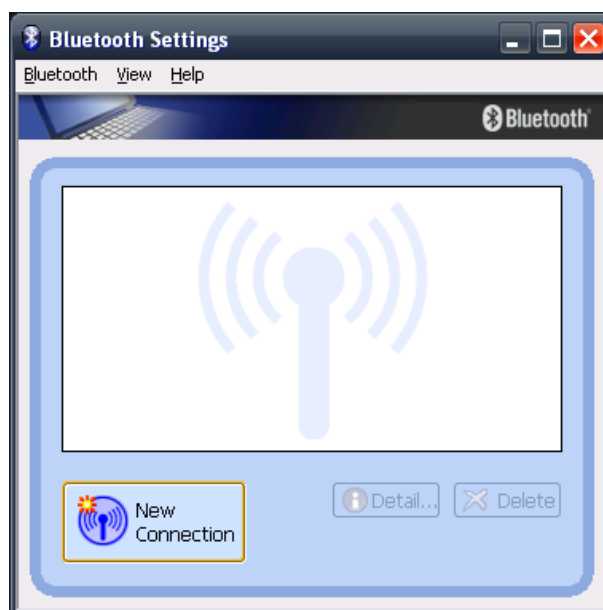 Bluetooth Settings
Bluetooth View Help
Bluetooth®
New
Connection
Detail...
Delete